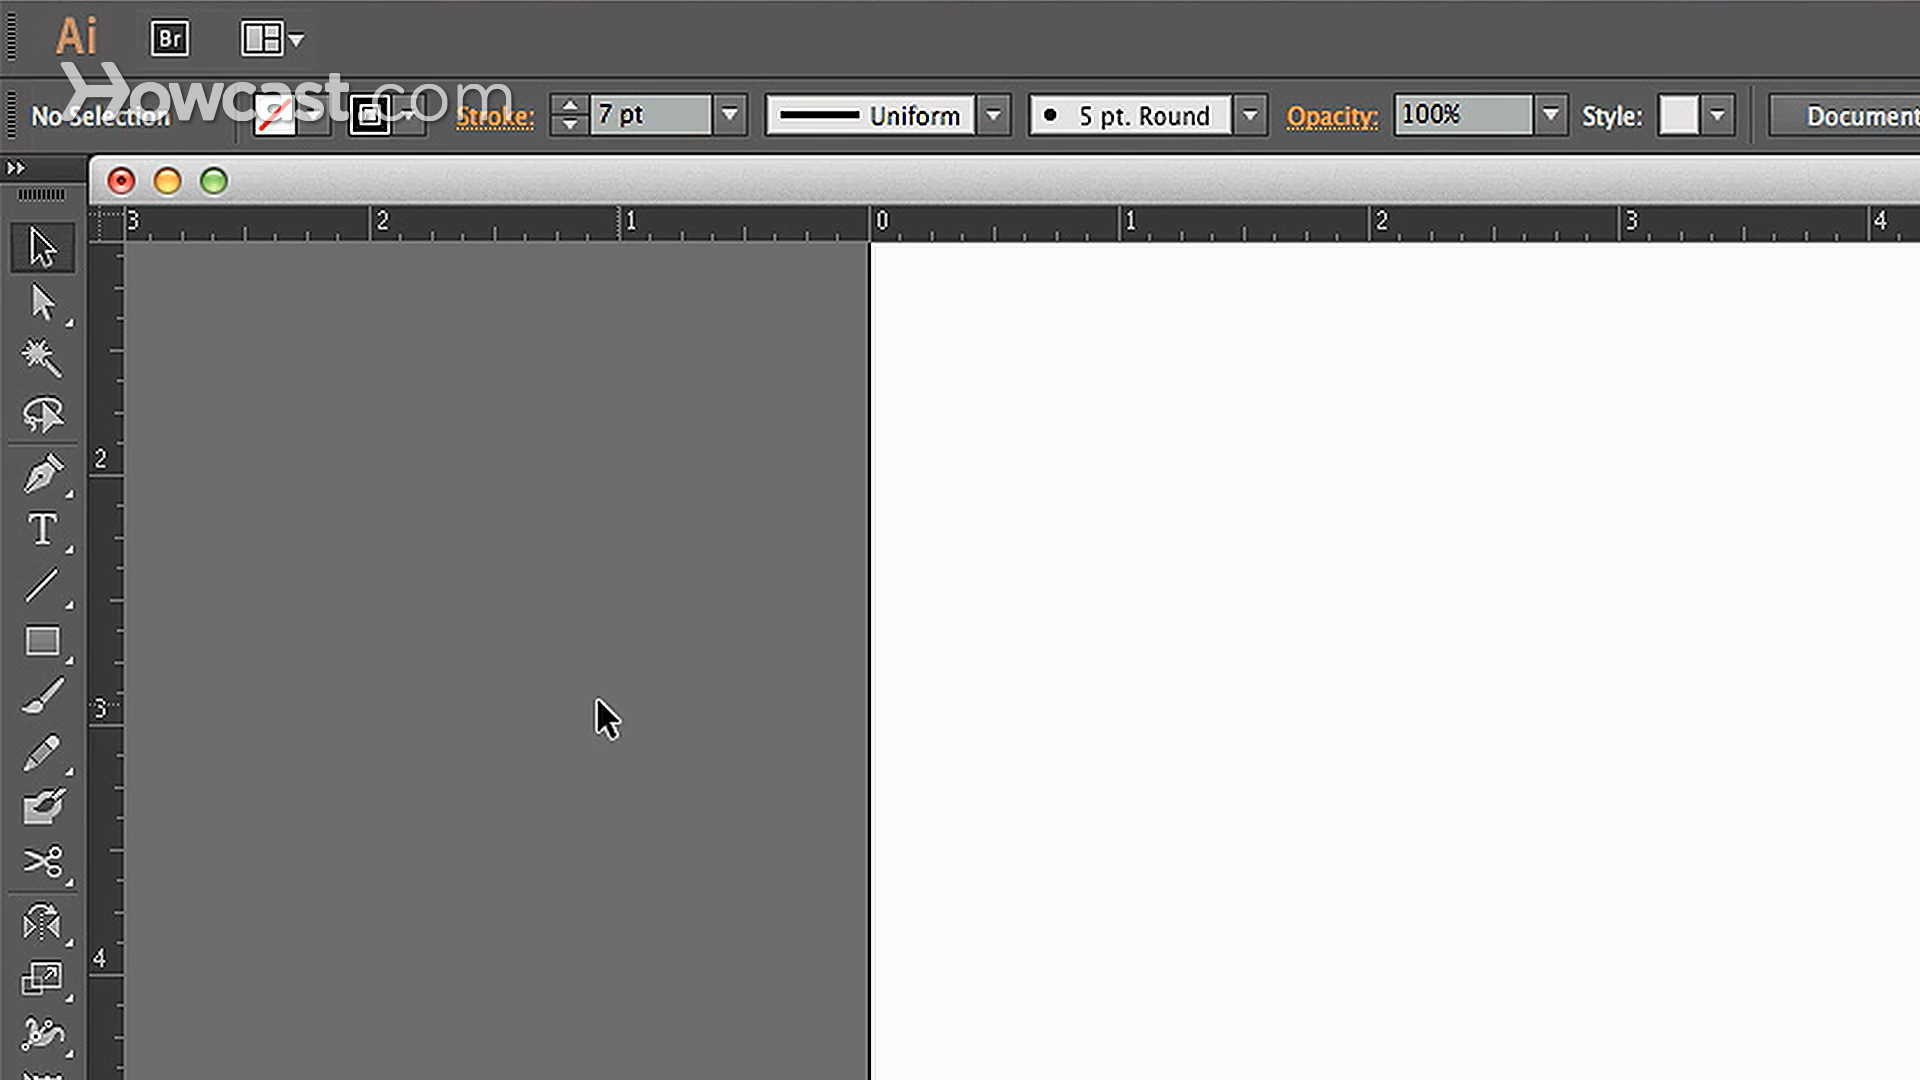 Ai Br
Howcast.com
No Selection Stroke: 7 pt Uniform 5 pt. Round Opacity: 100% Style: Document
3 2 1 0 1 2 3 4
2
T
3
4